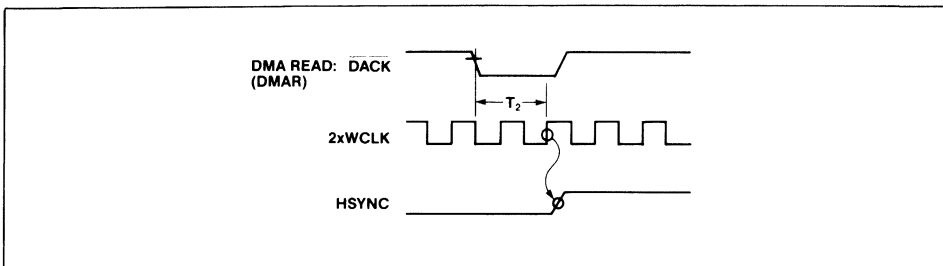 DMA READ: DACK
(DMAR)
T2
2xWCLK
HSYNC